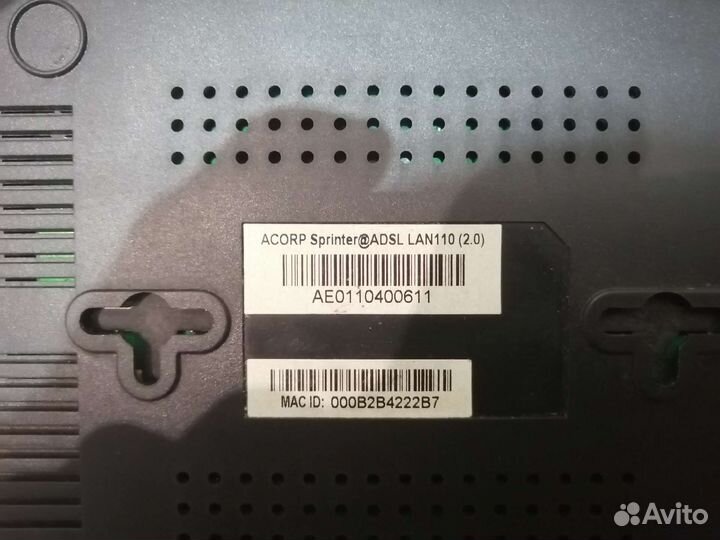 ACORP Sprinter@ADSL LAN110 (2.0)
AE0110400611
MAC ID: 000B2B4222B7
Avito